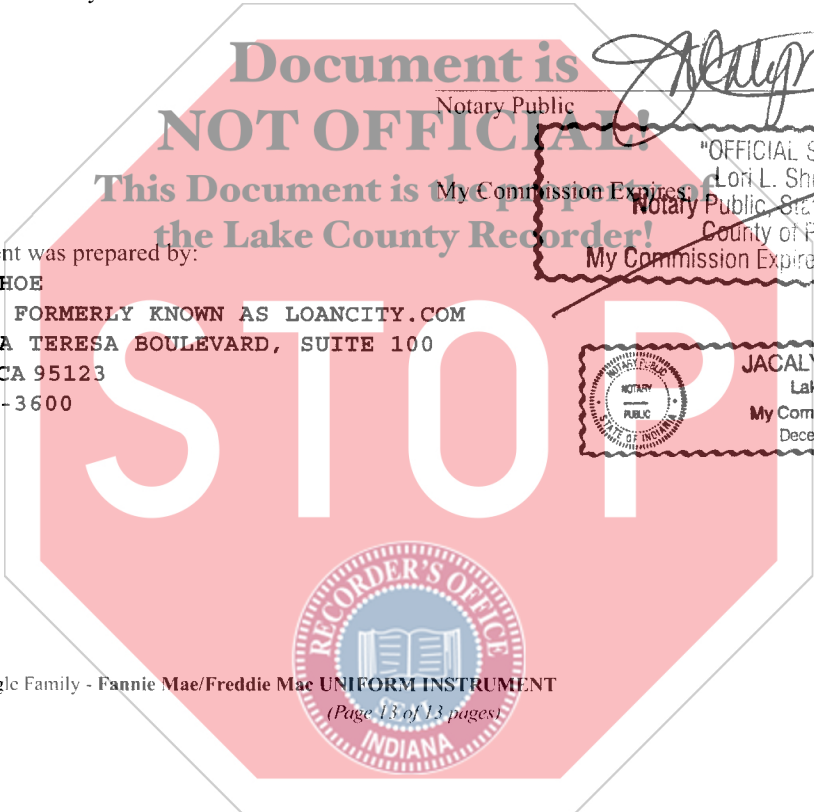 Document is
NOT OFFICIAL!
Notary Public
"OFFICIAL S
This Document is the property of
My Commission Expires:
Lori L. Sh
Notary Public, Sta
the Lake County Recorder!
County of P
My Commission Expire
nt was prepared by:
HOE
FORMERLY KNOWN AS LOANCITY.COM
A TERESA BOULEVARD, SUITE 100
CA 95123
-3600
STOP
JACALY
Lak
My Com
Dece
NOTARY PUBLIC
NOTARY
PUBLIC
STATE OF INDIANA
RECORDER'S OFFICE
gle Family - Fannie Mae/Freddie Mac UNIFORM INSTRUMENT
(Page 13 of 13 pages)
SEAL
INDIANA